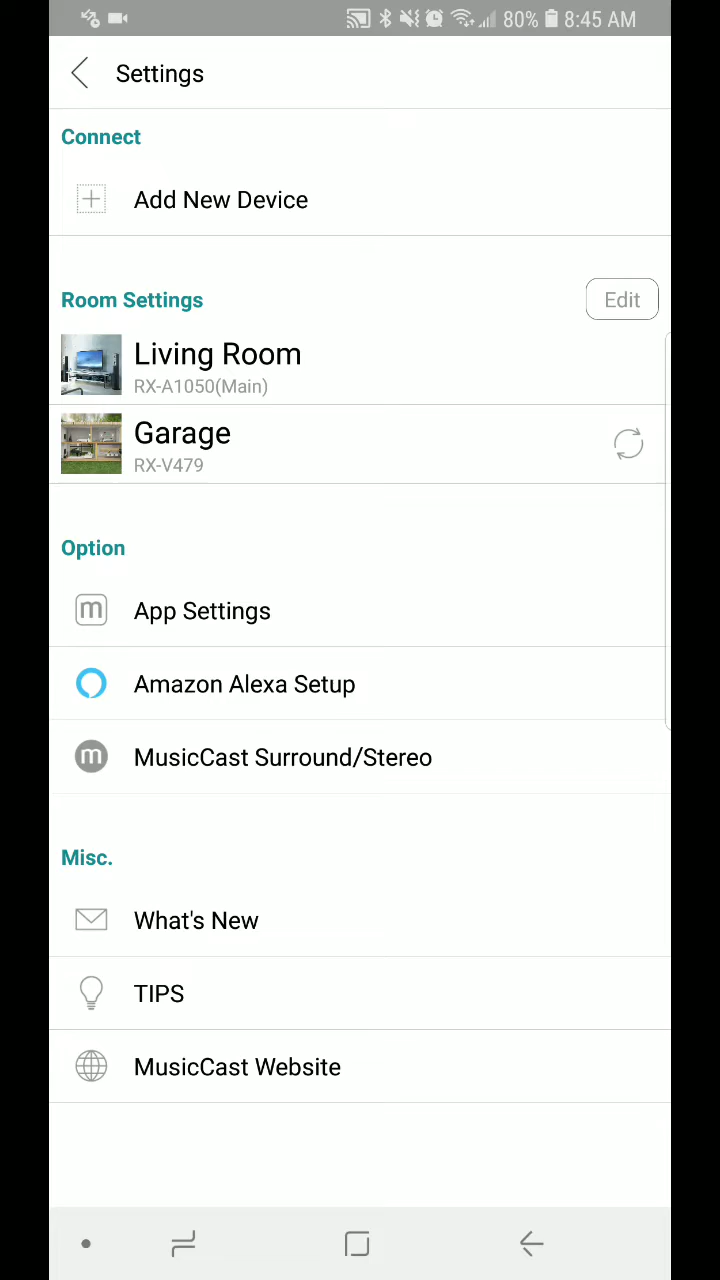 80% 8:45 AM
Settings
Connect
Add New Device
Room Settings
Edit
Living Room
RX-A1050(Main)
Garage
RX-V479
Option
m App Settings
Amazon Alexa Setup
m MusicCast Surround/Stereo
Misc.
What's New
TIPS
MusicCast Website